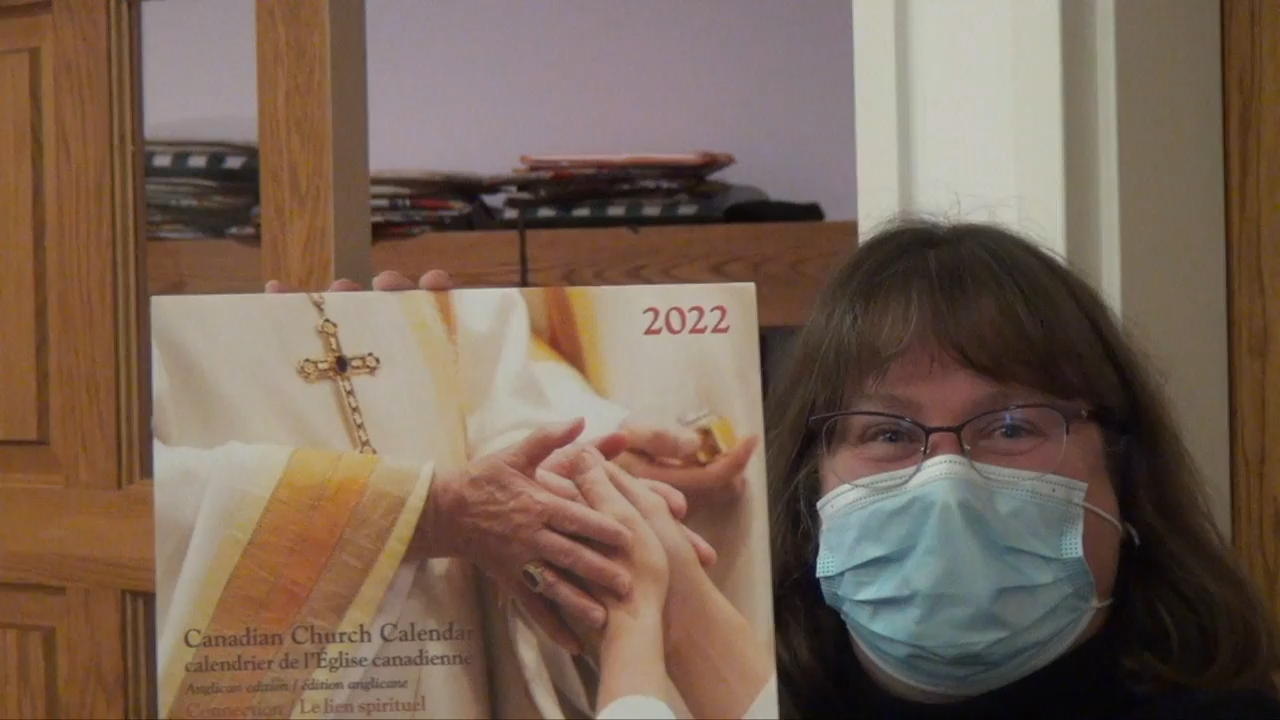 2022
Canadian Church Calendar
calendrier de l'Église canadienne
Anglican edition / édition anglicane
Connection / Le lien spirituel